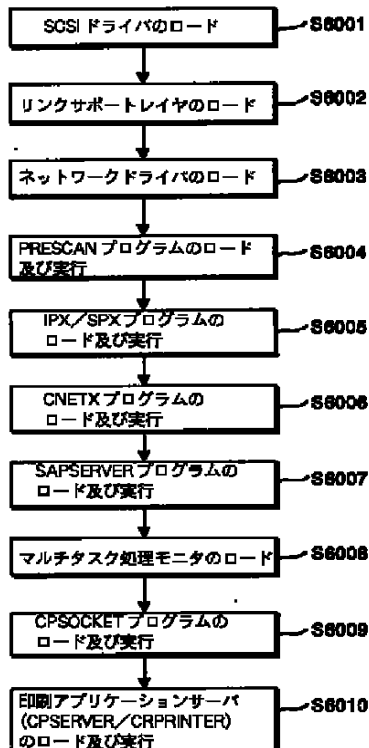 SCSI ドライバのロード
S6001
リンクサポートレイヤのロード
S6002
ネットワークドライバのロード
S6003
PRESCAN プログラムのロード
及び実行
S6004
IPX/SPX プログラムの
ロード及び実行
S6005
CNETX プログラムの
ロード及び実行
S6006
SAPSERVER プログラムの
ロード及び実行
S6007
マルチタスク処理モニタのロード
S6008
CPSOCKET プログラムの
ロード及び実行
S6009
印刷アプリケーションサーバ
(CPSERVER/CRPRINTER)
のロード及び実行
S6010